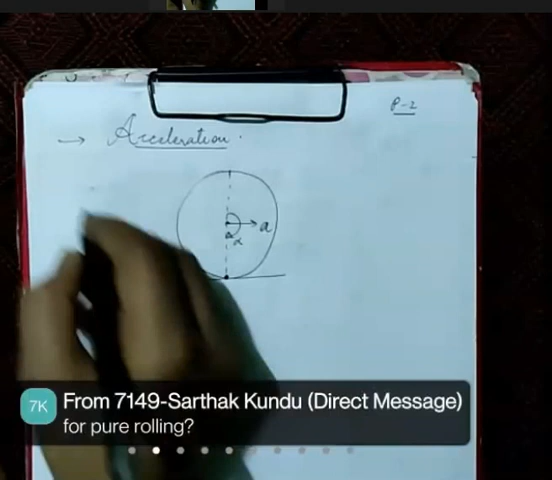 P-2
→ Acceleration.
a
α
7K
From 7149-Sarthak Kundu (Direct Message)
for pure rolling?